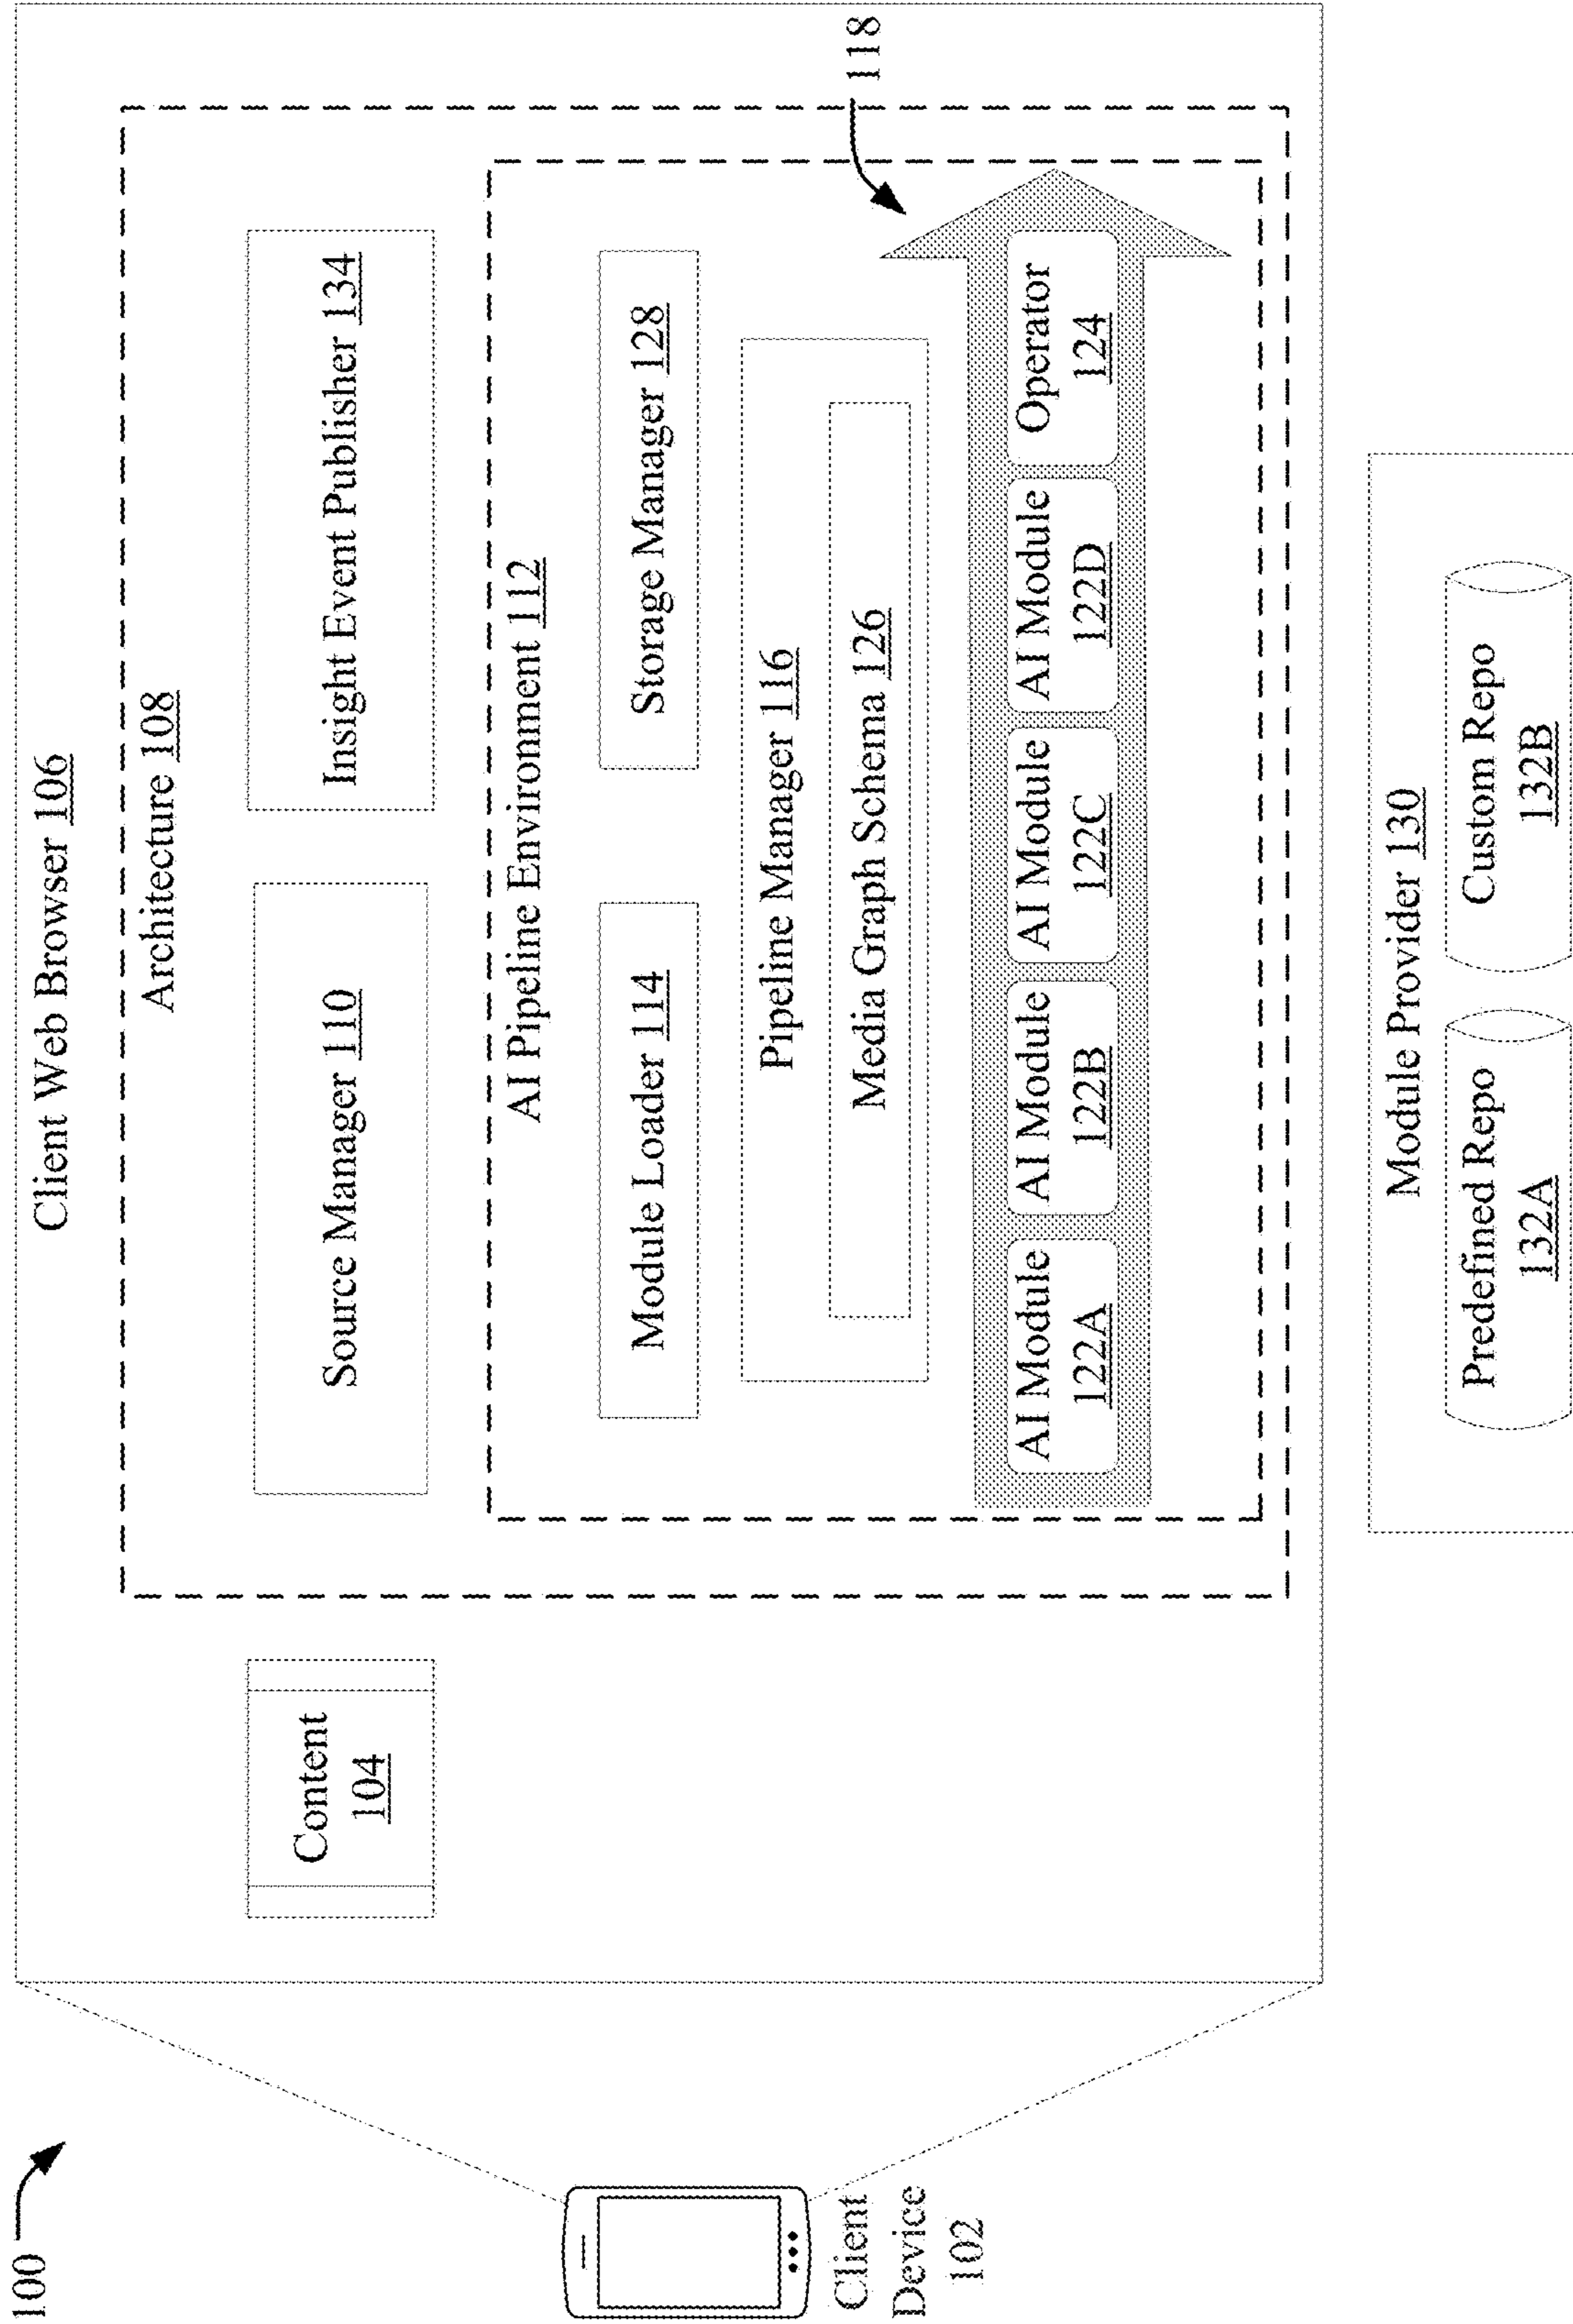 100
Client Web Browser 106
Architecture 108
Content
104
Source Manager 110
Insight Event Publisher 134
AI Pipeline Environment 112
Module Loader 114
Storage Manager 128
Pipeline Manager 116
Media Graph Schema 126
118
AI Module
122A
AI Module
122B
AI Module
122C
AI Module
122D
Operator
124
Client
Device
102
Module Provider 130
Predefined Repo
132A
Custom Repo
132B